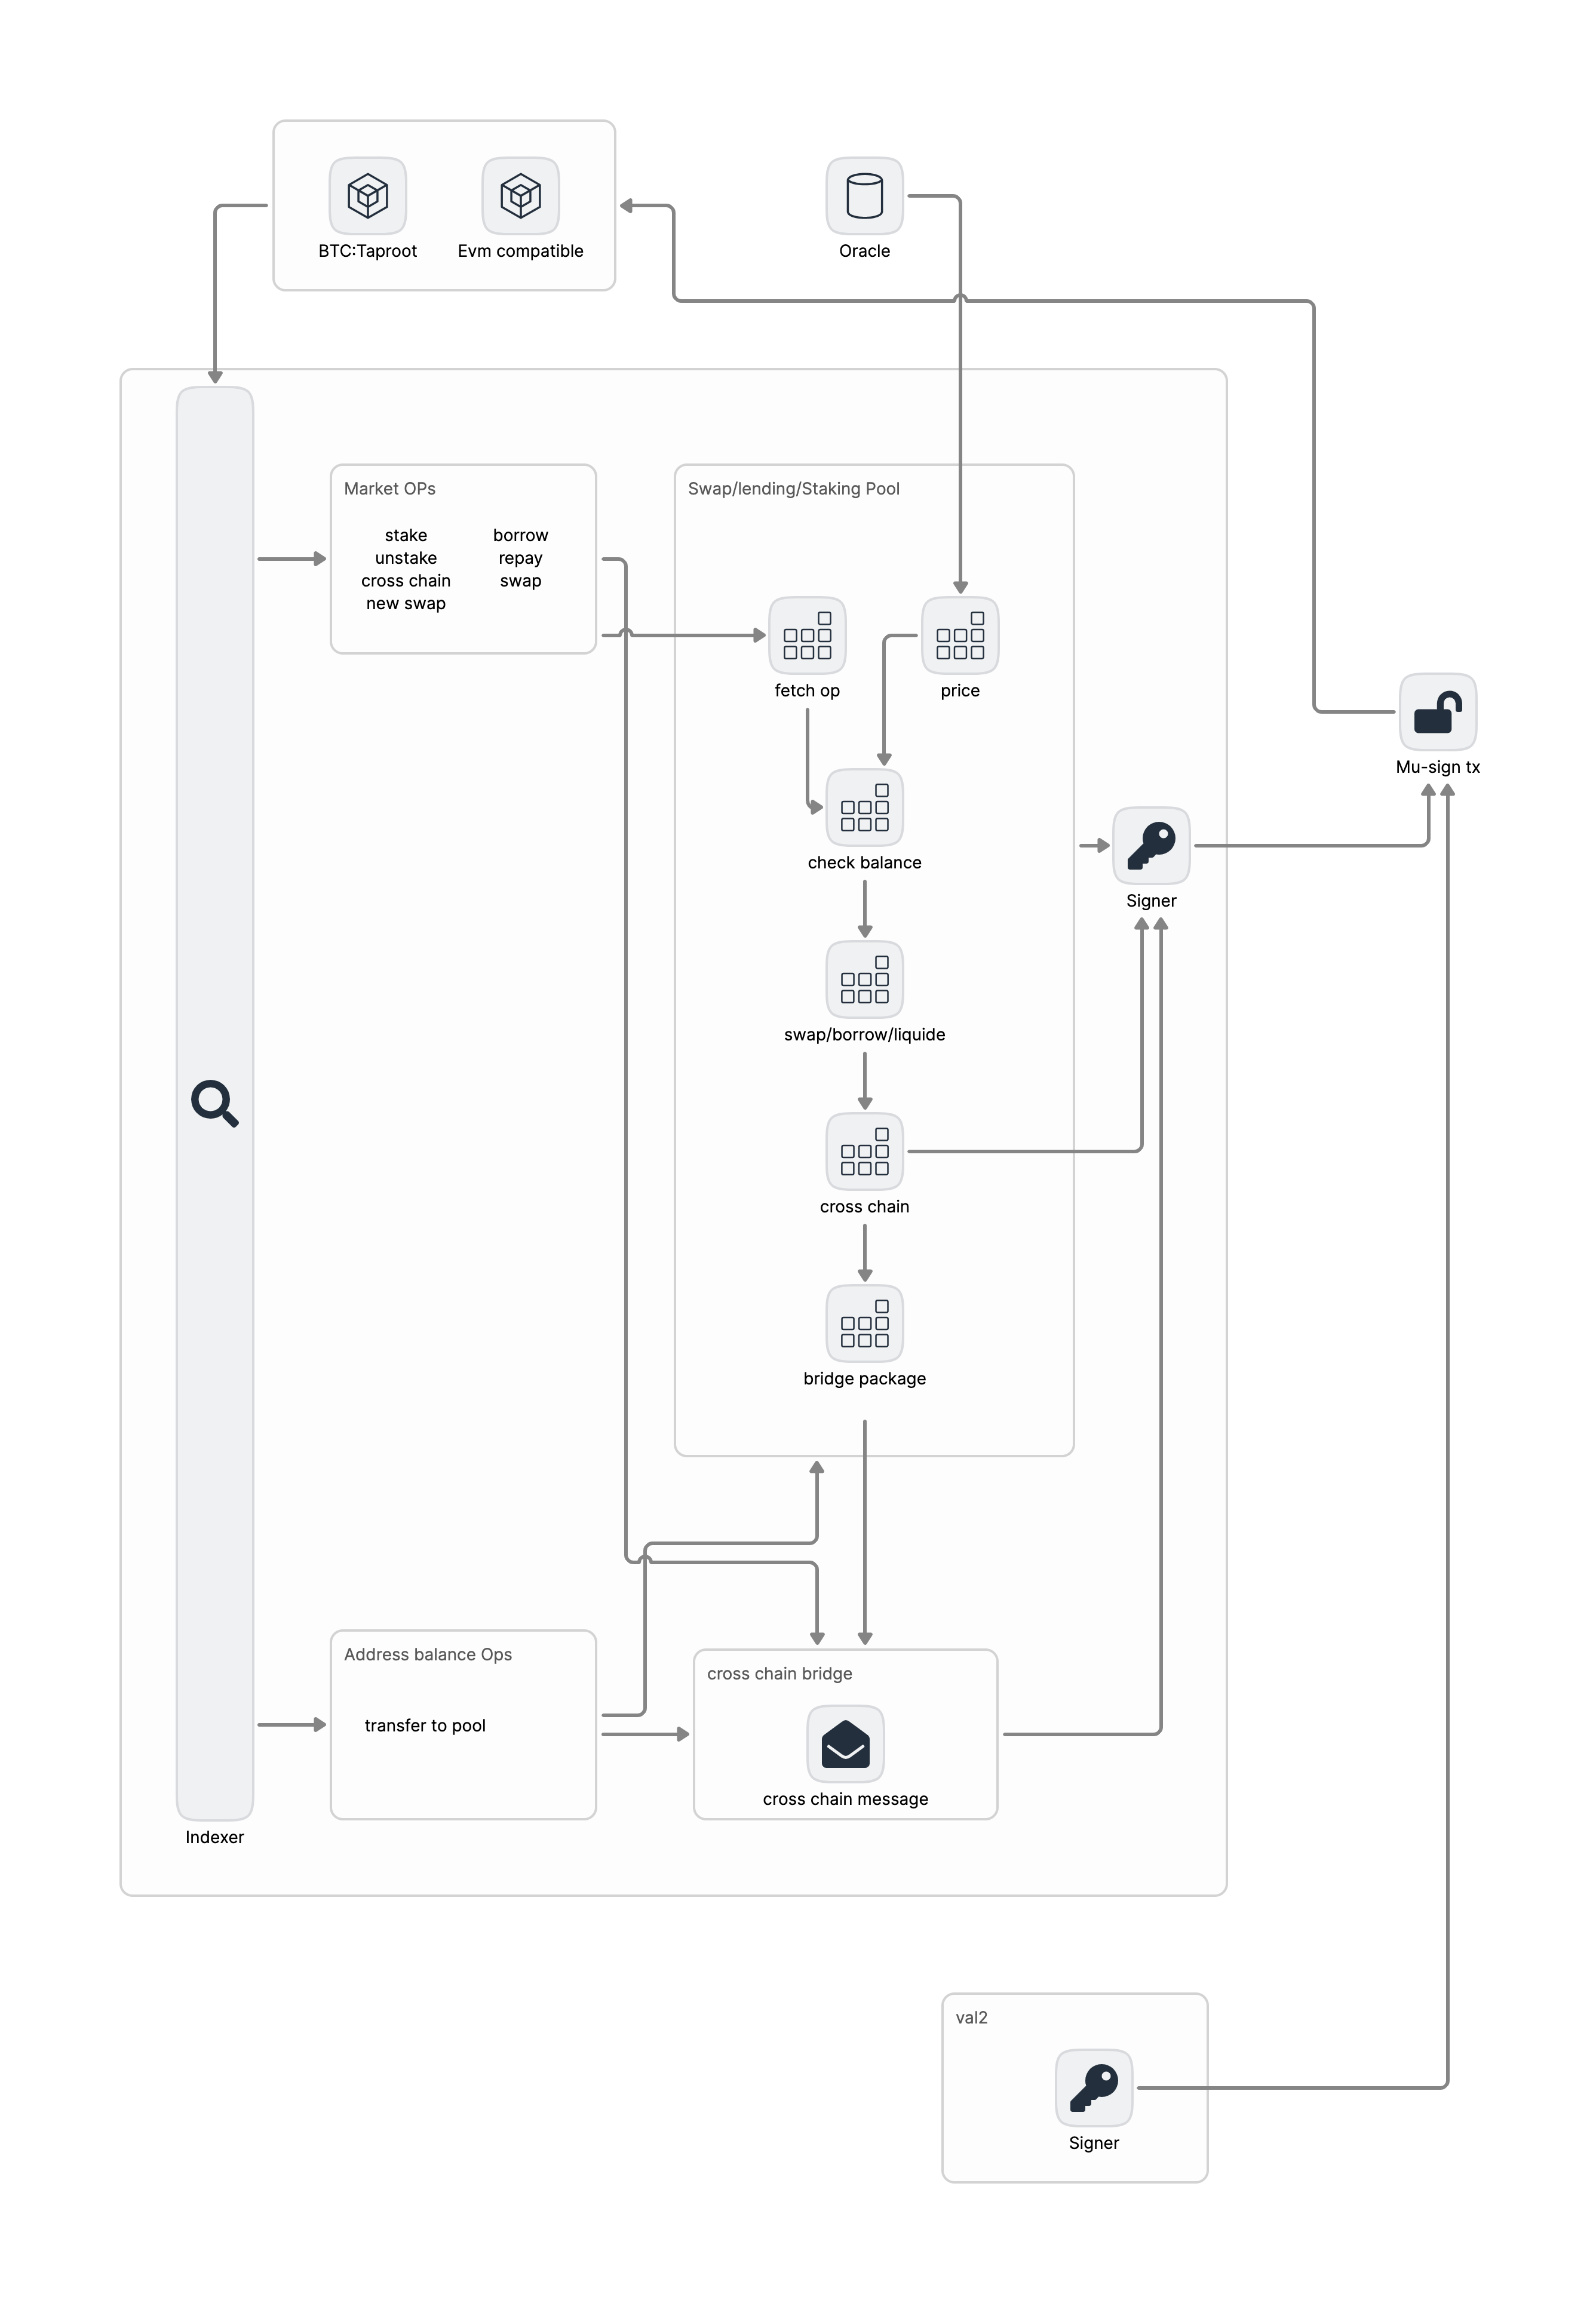 BTC:Taproot
Evm compatible
Oracle
Market OPs
stake
unstake
cross chain
new swap
borrow
repay
swap
Swap/lending/Staking Pool
fetch op
price
check balance
swap/borrow/liquide
cross chain
bridge package
Signer
Mu-sign tx
Address balance Ops
transfer to pool
cross chain bridge
cross chain message
Indexer
val2
Signer